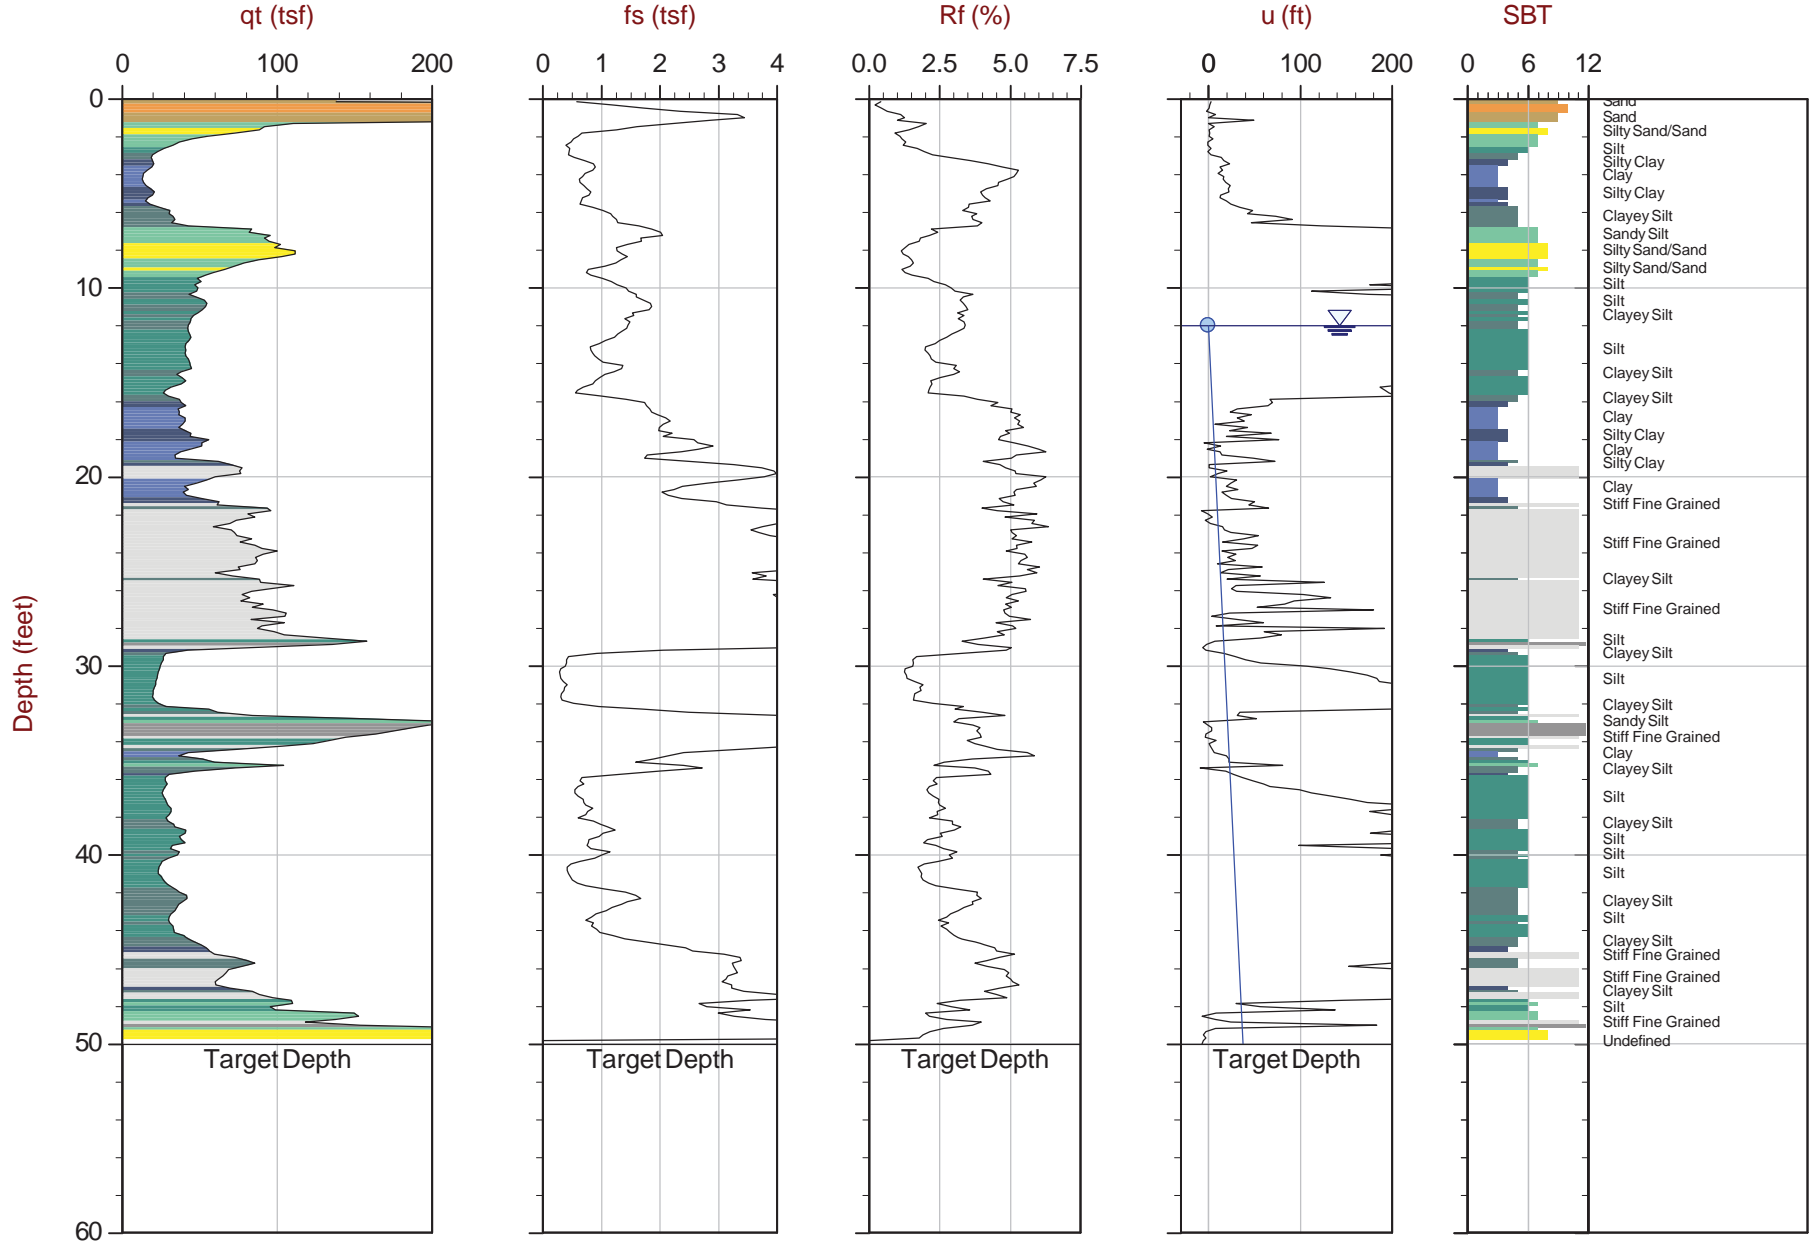 qt (tsf) fs (tsf) Rf (%) u (ft) SBT
0 100 200 0 1 2 3 4 0.0 2.5 5.0 7.5 0 100 200 0 6 12
0
Sand
Sand
Silty Sand/Sand
Silt
Silty Clay
Clay
Silty Clay
Clayey Silt
Sandy Silt
Silty Sand/Sand
Silty Sand/Sand
Silt
10
Silt
Clayey Silt
Silt
Clayey Silt
Clayey Silt
Clay
Silty Clay
Clay
Silty Clay
20
Clay
Stiff Fine Grained
Stiff Fine Grained
Clayey Silt
Stiff Fine Grained
Silt
Clayey Silt
30
Silt
Clayey Silt
Sandy Silt
Stiff Fine Grained
Clay
Clayey Silt
Silt
Clayey Silt
Silt
Silt
40
Silt
Clayey Silt
Silt
Clayey Silt
Stiff Fine Grained
Stiff Fine Grained
Clayey Silt
Silt
Stiff Fine Grained
Undefined
50
Target Depth Target Depth Target Depth Target Depth
60
Depth (feet)